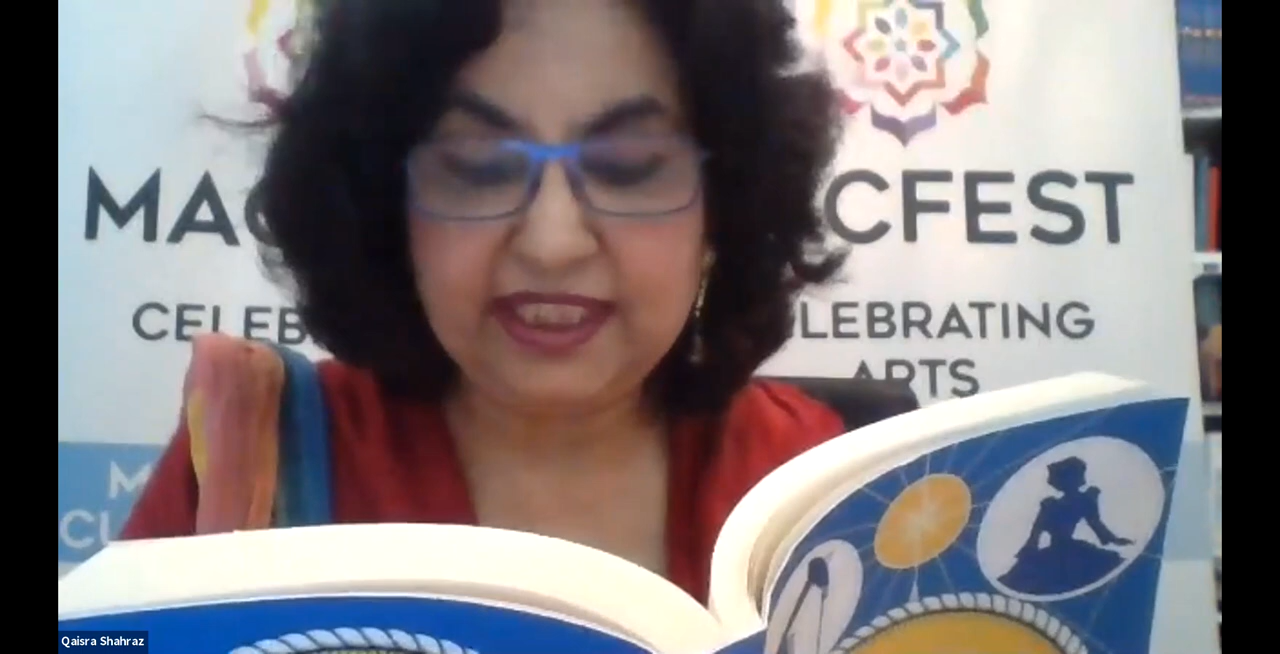 MAC CFEST
CELEB LEBRATING
ARTS
M
CU
Qaisra Shahraz